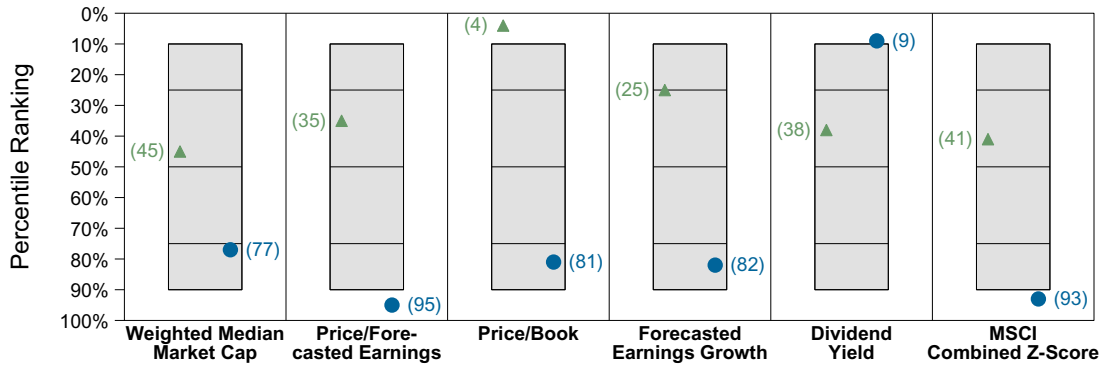 Percentile Ranking
0%
10%
20%
30%
40%
50%
60%
70%
80%
90%
100%
(45)
(77)
(35)
(95)
(4)
(81)
(25)
(82)
(38)
(9)
(41)
(93)
Weighted Median
Market Cap
Price/Fore-
casted Earnings
Price/Book
Forecasted
Earnings Growth
Dividend
Yield
MSCI
Combined Z-Score